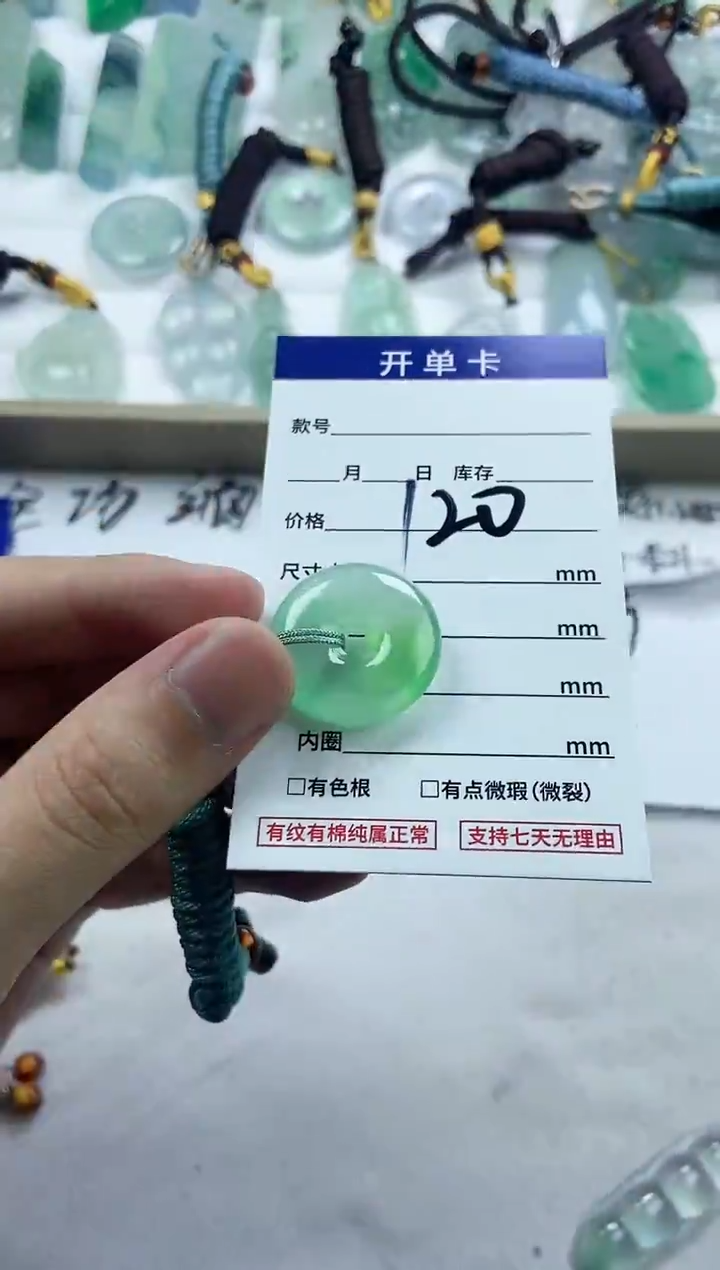 开单卡
款号
月 日 库存
价格 120
尺寸 mm
mm
mm
内圈 mm
□有色根 □有点微瑕(微裂)
有纹有棉纯属正常 支持七天无理由